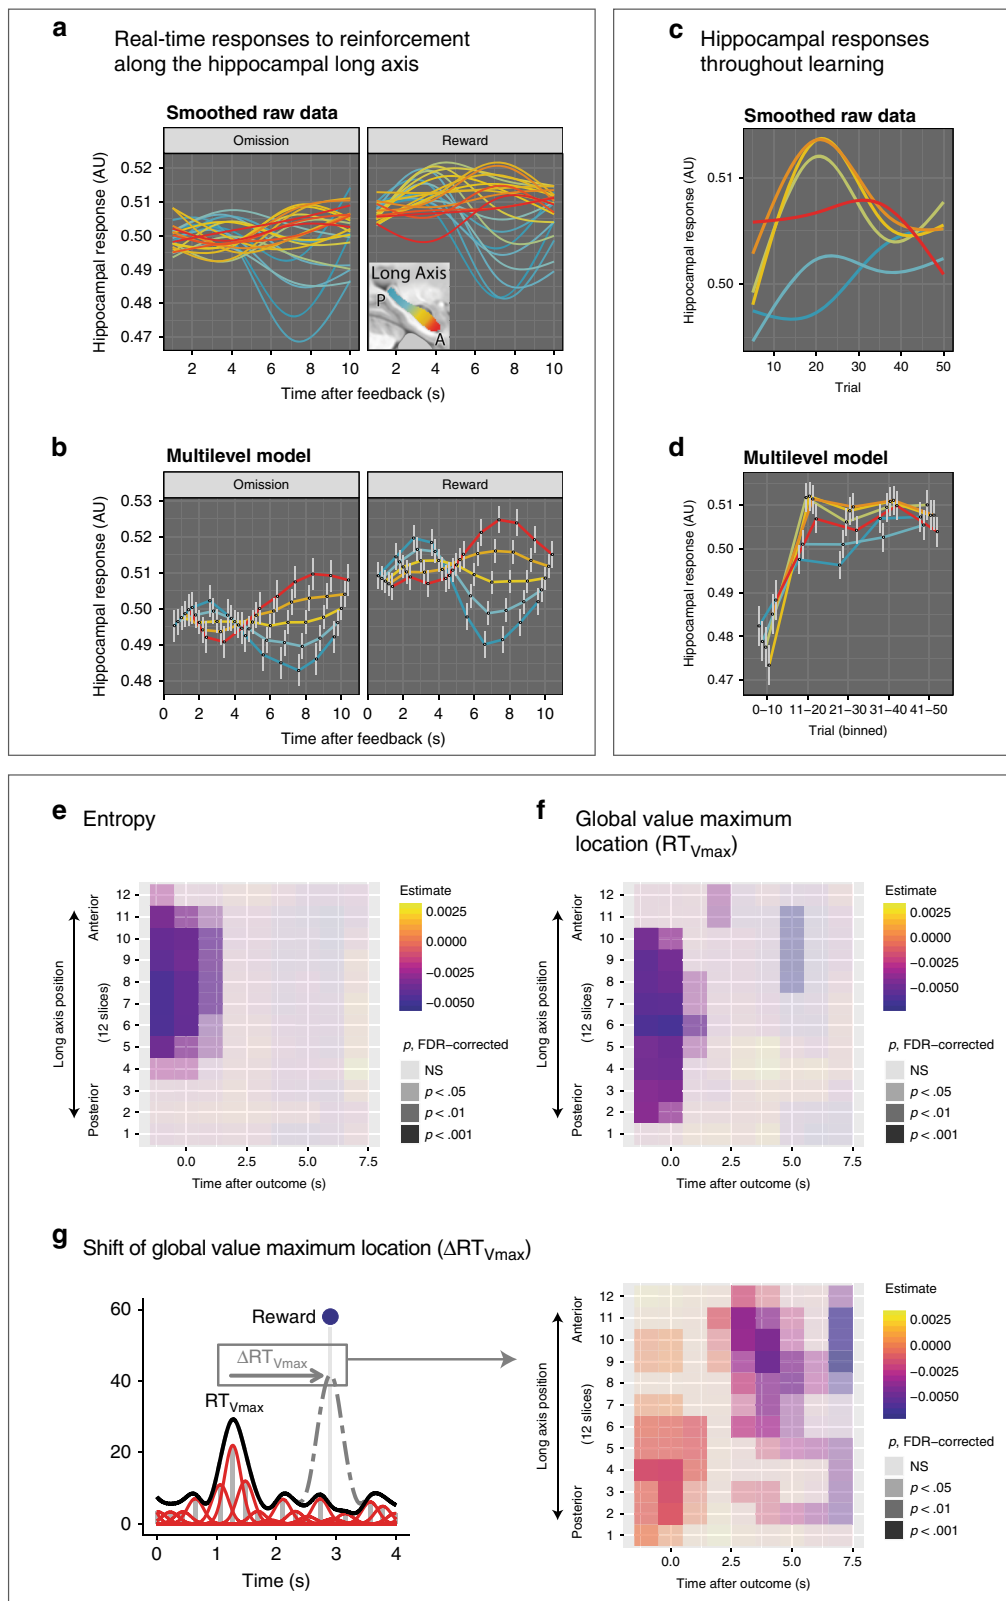 a
Real-time responses to reinforcement
along the hippocampal long axis
Smoothed raw data
Omission
Reward
Hippocampal response (AU)
0.52
0.51
0.50
0.49
0.48
0.47
Long Axis
P
A
2 4 6 8 10
2 4 6 8 10
Time after feedback (s)
b
Multilevel model
Omission
Reward
Hippocampal response (AU)
0.53
0.52
0.51
0.50
0.49
0.48
0 2 4 6 8 10
0 2 4 6 8 10
Time after feedback (s)
c
Hippocampal responses
throughout learning
Smoothed raw data
Hippocampal response (AU)
0.51
0.50
10 20 30 40 50
Trial
d
Multilevel model
Hippocampal response (AU)
0.51
0.50
0.49
0.48
0.47
0–10 11–20 21–30 31–40 41–50
Trial (binned)
e
Entropy
Long axis position
(12 slices)
Anterior
Posterior
12
11
10
9
8
7
6
5
4
3
2
1
0.0 2.5 5.0 7.5
Time after outcome (s)
Estimate
0.0025
0.0000
−0.0025
−0.0050
p, FDR−corrected
NS
p < .05
p < .01
p < .001
f
Global value maximum
location (RTVmax)
Long axis position
(12 slices)
Anterior
Posterior
12
11
10
9
8
7
6
5
4
3
2
1
0.0 2.5 5.0 7.5
Time after outcome (s)
Estimate
0.0025
0.0000
−0.0025
−0.0050
p, FDR−corrected
NS
p < .05
p < .01
p < .001
g
Shift of global value maximum location (ΔRTVmax)
60
40
20
0
Reward
ΔRTVmax
RTVmax
0 1 2 3 4
Time (s)
Long axis position
(12 slices)
Anterior
Posterior
12
11
10
9
8
7
6
5
4
3
2
1
0.0 2.5 5.0 7.5
Time after outcome (s)
Estimate
0.0025
0.0000
−0.0025
−0.0050
p, FDR−corrected
NS
p < .05
p < .01
p < .001